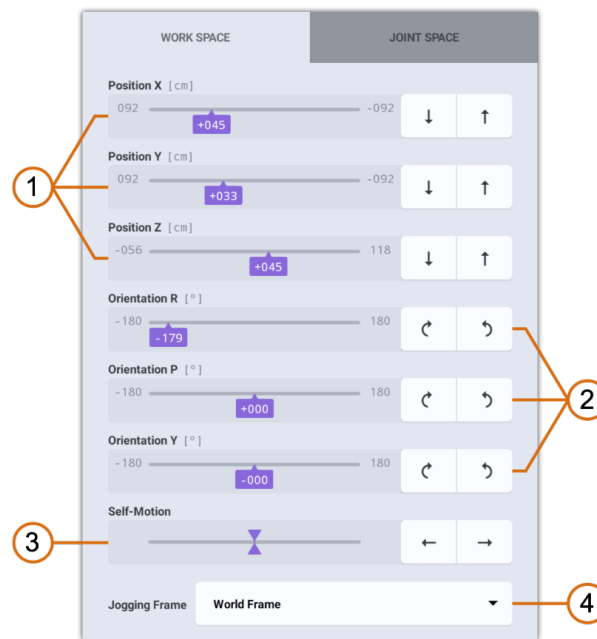 WORK SPACE JOINT SPACE
Position X [cm]
092 -092
+045
Position Y [cm]
092 -092
+033
1
Position Z [cm]
-056 118
+045
Orientation R [°]
-180 180
-179
Orientation P [°]
-180 180
+000
2
Orientation Y [°]
-180 180
-000
Self-Motion
3
Jogging Frame World Frame
4